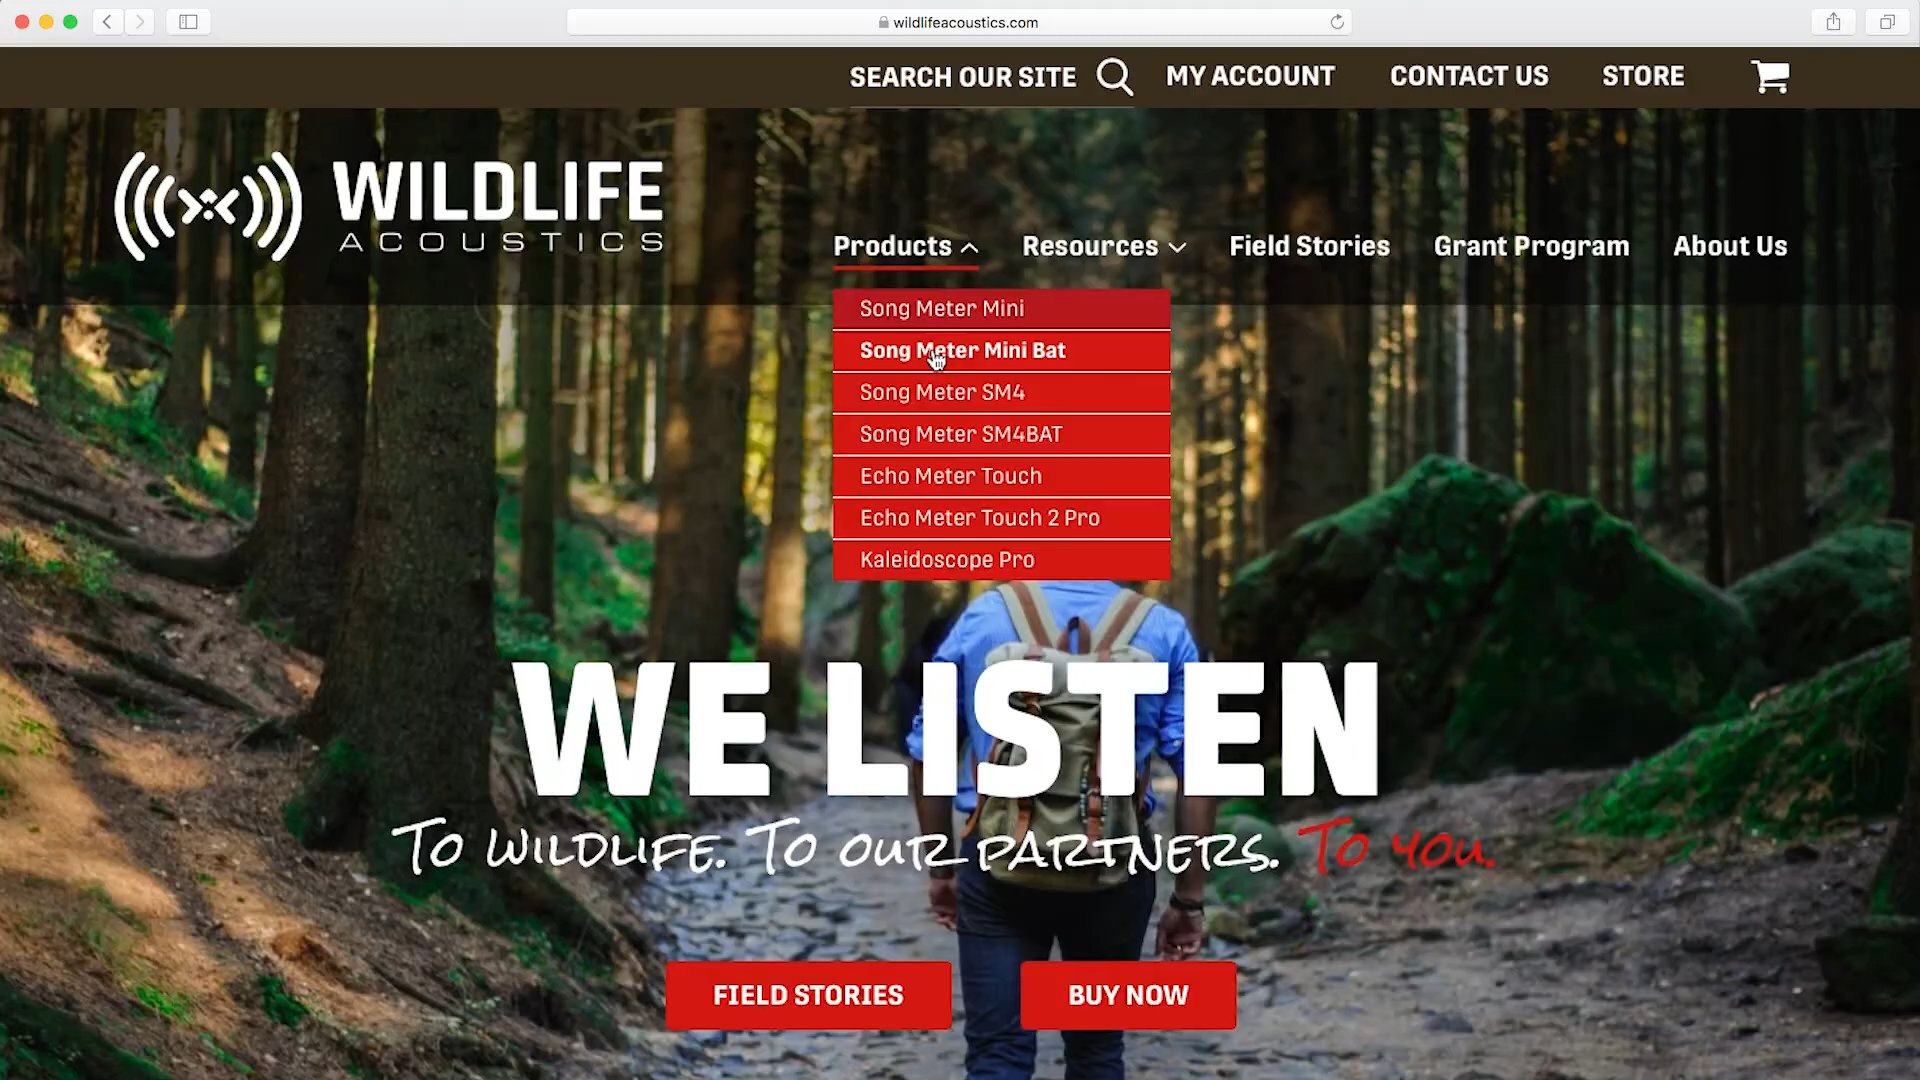 wildlifeacoustics.com
SEARCH OUR SITE MY ACCOUNT CONTACT US STORE
WILDLIFE
ACOUSTICS
Products Resources Field Stories Grant Program About Us
Song Meter Mini
Song Meter Mini Bat
Song Meter SM4
Song Meter SM4BAT
Echo Meter Touch
Echo Meter Touch 2 Pro
Kaleidoscope Pro
WE LISTEN
To wildlife. To our partners. To you.
FIELD STORIES BUY NOW